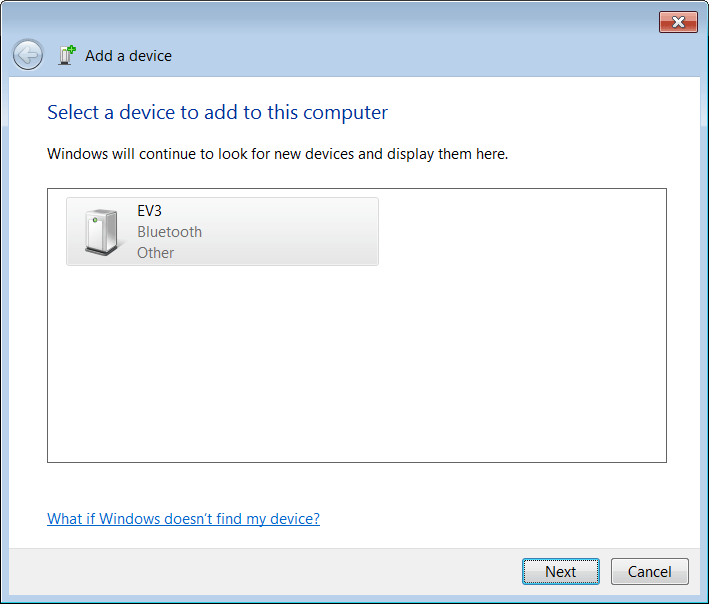 Add a device
Select a device to add to this computer
Windows will continue to look for new devices and display them here.
EV3
Bluetooth
Other
What if Windows doesn't find my device?
Next
Cancel